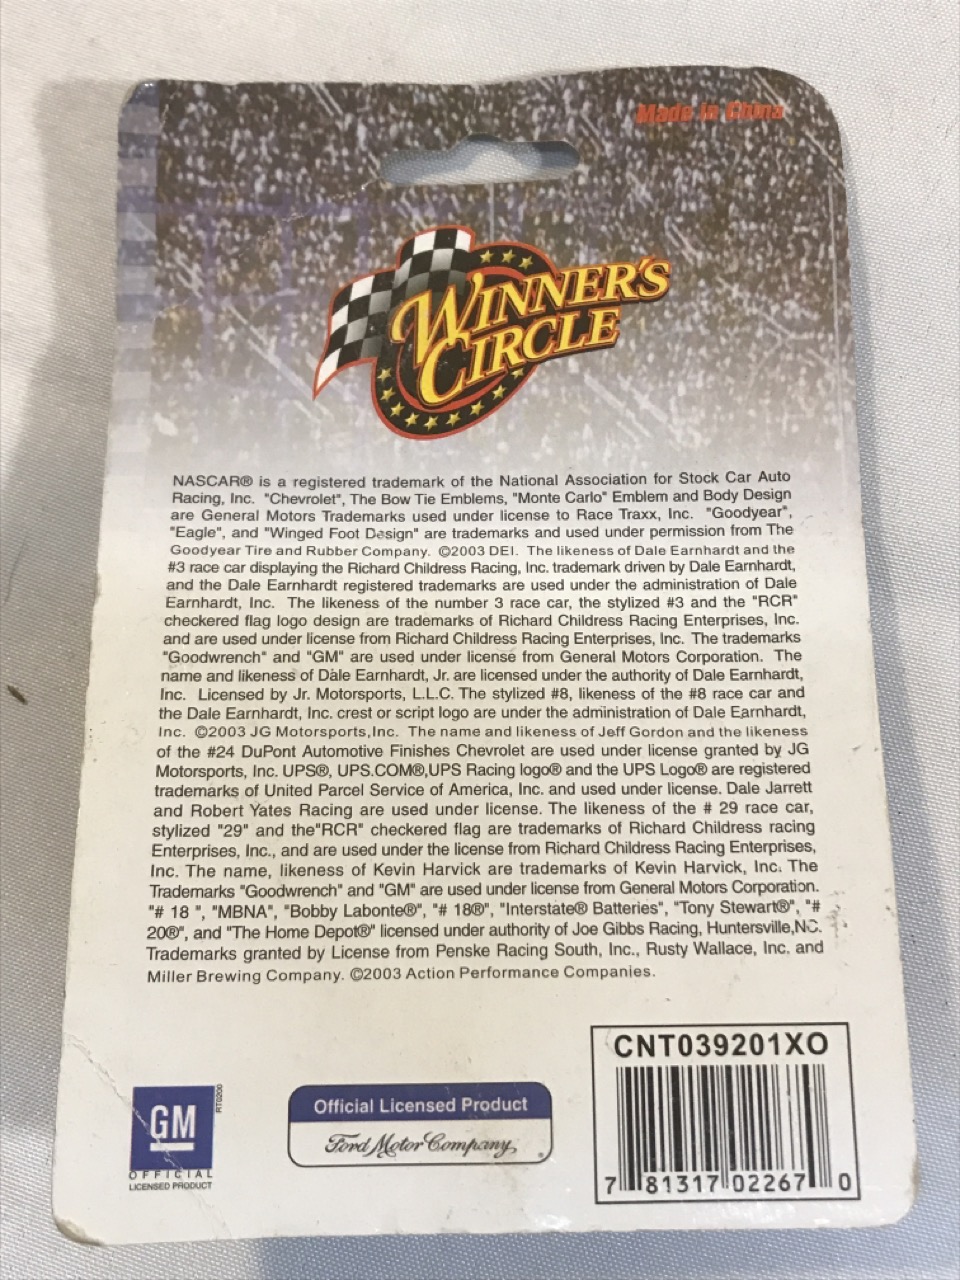 Made in China
WINNER'S
CIRCLE
NASCAR® is a registered trademark of the National Association for Stock Car Auto
Racing, Inc. "Chevrolet", The Bow Tie Emblems, "Monte Carlo" Emblem and Body Design
are General Motors Trademarks used under license to Race Traxx, Inc. "Goodyear",
"Eagle", and "Winged Foot Design" are trademarks and used under permission from The
Goodyear Tire and Rubber Company. ©2003 DEI. The likeness of Dale Earnhardt and the
#3 race car displaying the Richard Childress Racing, Inc. trademark driven by Dale Earnhardt,
and the Dale Earnhardt registered trademarks are used under the administration of Dale
Earnhardt, Inc. The likeness of the number 3 race car, the stylized #3 and the "RCR"
checkered flag logo design are trademarks of Richard Childress Racing Enterprises, Inc.
and are used under license from Richard Childress Racing Enterprises, Inc. The trademarks
"Goodwrench" and "GM" are used under license from General Motors Corporation. The
name and likeness of Dale Earnhardt, Jr. are licensed under the authority of Dale Earnhardt,
Inc. Licensed by Jr. Motorsports, L.L.C. The stylized #8, likeness of the #8 race car and
the Dale Earnhardt, Inc. crest or script logo are under the administration of Dale Earnhardt,
Inc. ©2003 JG Motorsports,Inc. The name and likeness of Jeff Gordon and the likeness
of the #24 DuPont Automotive Finishes Chevrolet are used under license granted by JG
Motorsports, Inc. UPS®, UPS.COM®,UPS Racing logo® and the UPS Logo® are registered
trademarks of United Parcel Service of America, Inc. and used under license. Dale Jarrett
and Robert Yates Racing are used under license. The likeness of the # 29 race car,
stylized "29" and the"RCR" checkered flag are trademarks of Richard Childress racing
Enterprises, Inc., and are used under the license from Richard Childress Racing Enterprises,
Inc. The name, likeness of Kevin Harvick are trademarks of Kevin Harvick, Inc. The
Trademarks "Goodwrench" and "GM" are used under license from General Motors Corporation.
"# 18 ", "MBNA", "Bobby Labonte®", "# 18®", "Interstate® Batteries", "Tony Stewart®", "#
20®", and "The Home Depot®" licensed under authority of Joe Gibbs Racing, Huntersville,NC.
Trademarks granted by License from Penske Racing South, Inc., Rusty Wallace, Inc. and
Miller Brewing Company. ©2003 Action Performance Companies.
GM
OFFICIAL
LICENSED PRODUCT
RT0200
Official Licensed Product
Ford Motor Company
CNT039201XO
7 81317 02267 0